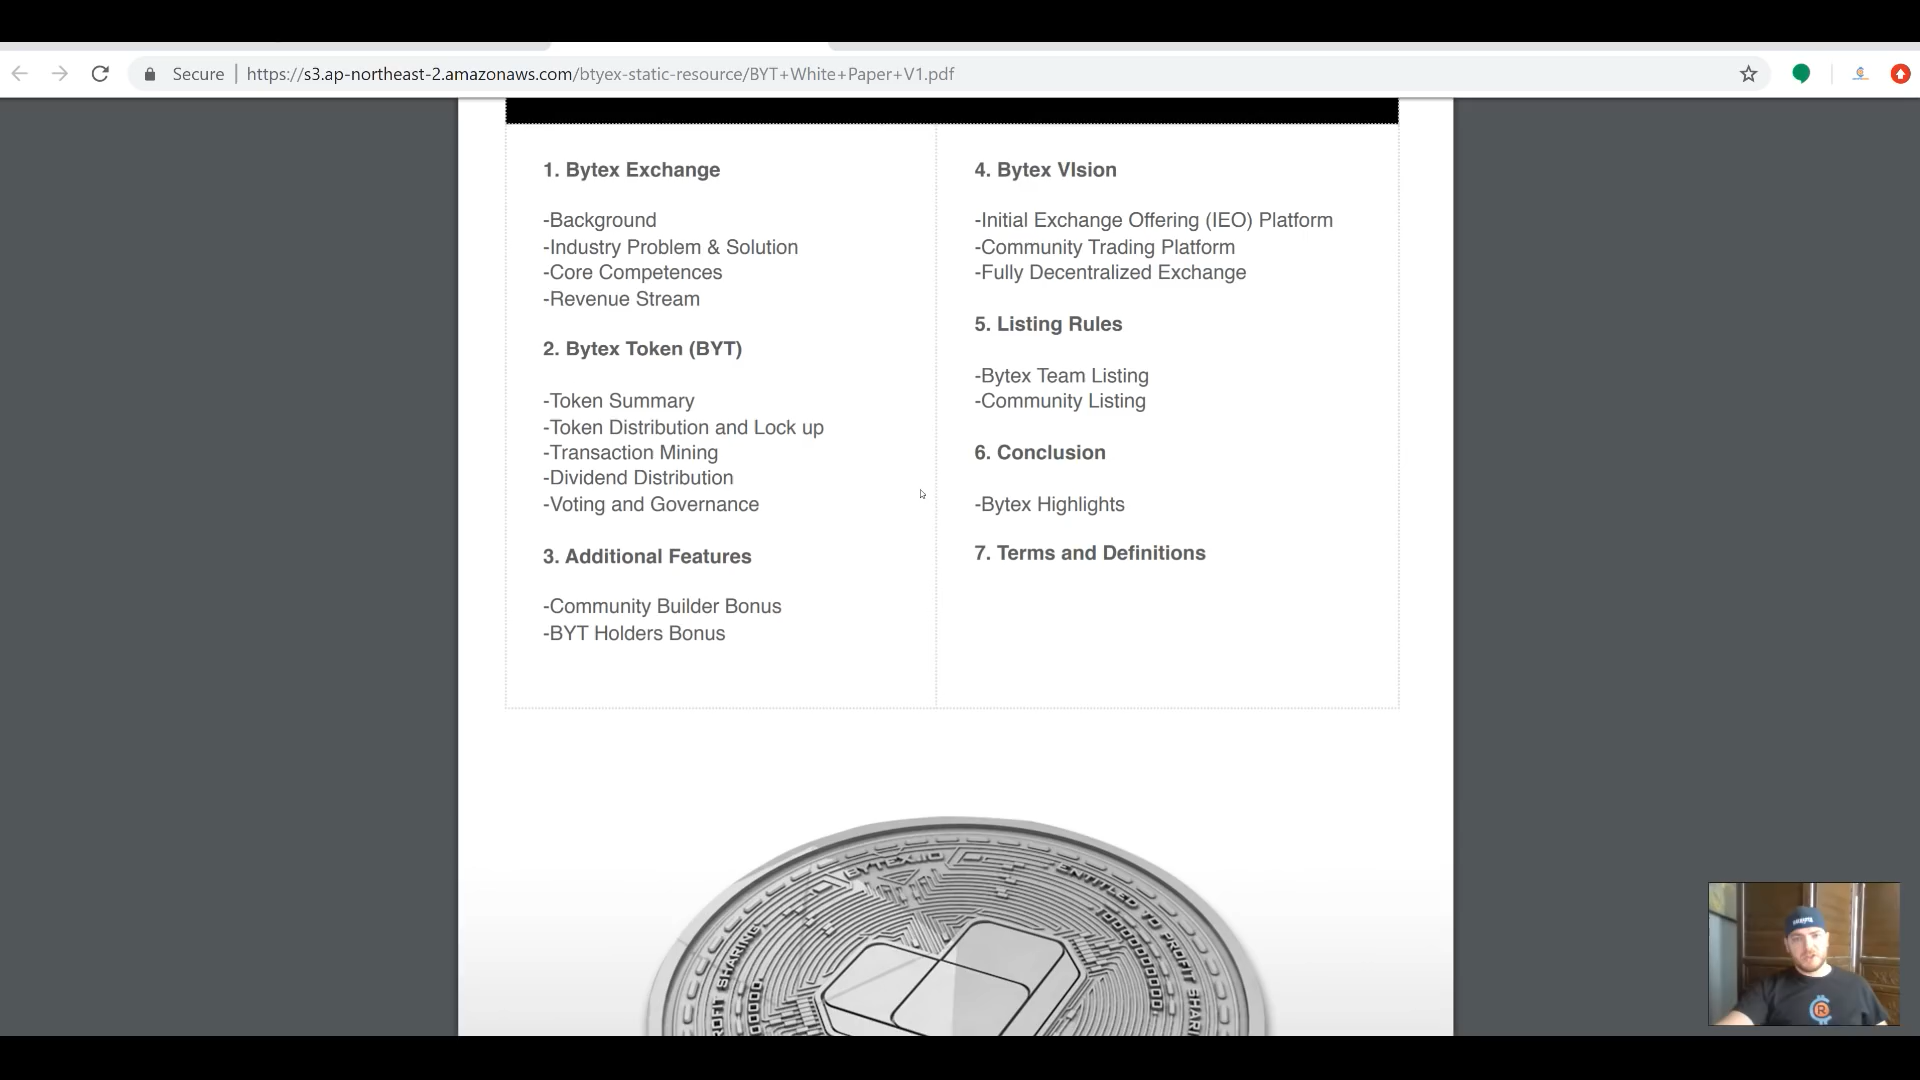 Secure
https://s3.ap-northeast-2.amazonaws.com/btyex-static-resource/BYT+White+Paper+V1.pdf
1. Bytex Exchange
-Background
-Industry Problem & Solution
-Core Competences
-Revenue Stream
2. Bytex Token (BYT)
-Token Summary
-Token Distribution and Lock up
-Transaction Mining
-Dividend Distribution
-Voting and Governance
3. Additional Features
-Community Builder Bonus
-BYT Holders Bonus
4. Bytex VIsion
-Initial Exchange Offering (IEO) Platform
-Community Trading Platform
-Fully Decentralized Exchange
5. Listing Rules
-Bytex Team Listing
-Community Listing
6. Conclusion
-Bytex Highlights
7. Terms and Definitions
BYTEX.IO
ENTITLED TO PROFIT SHARI
OFIT SHARING